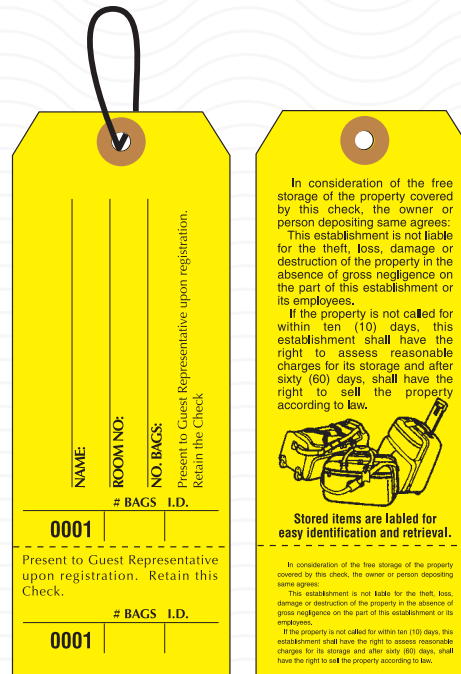 NAME:
ROOM NO:
NO. BAGS:
Present to Guest Representative upon registration.
Retain the Check
# BAGS I.D.
0001
Present to Guest Representative
upon registration. Retain this
Check.
# BAGS I.D.
0001
In consideration of the free
storage of the property covered
by this check, the owner or
person depositing same agrees:
This establishment is not liable
for the theft, loss, damage or
destruction of the property in the
absence of gross negligence on
the part of this establishment or
its employees.
If the property is not called for
within ten (10) days, this
establishment shall have the
right to assess reasonable
charges for its storage and after
sixty (60) days, shall have the
right to sell the property
according to law.
Stored items are labled for
easy identification and retrieval.
In consideration of the free storage of the property
covered by this check, the owner or person depositing
same agrees:
This establishment is not liable for the theft, loss,
damage or destruction of the property in the absence of
gross negligence on the part of this establishment or its
employees.
If the property is not called for within ten (10) days, this
establishment shall have the right to assess reasonable
charges for its storage and after sixty (60) days, shall
have the right to sell the property according to law.